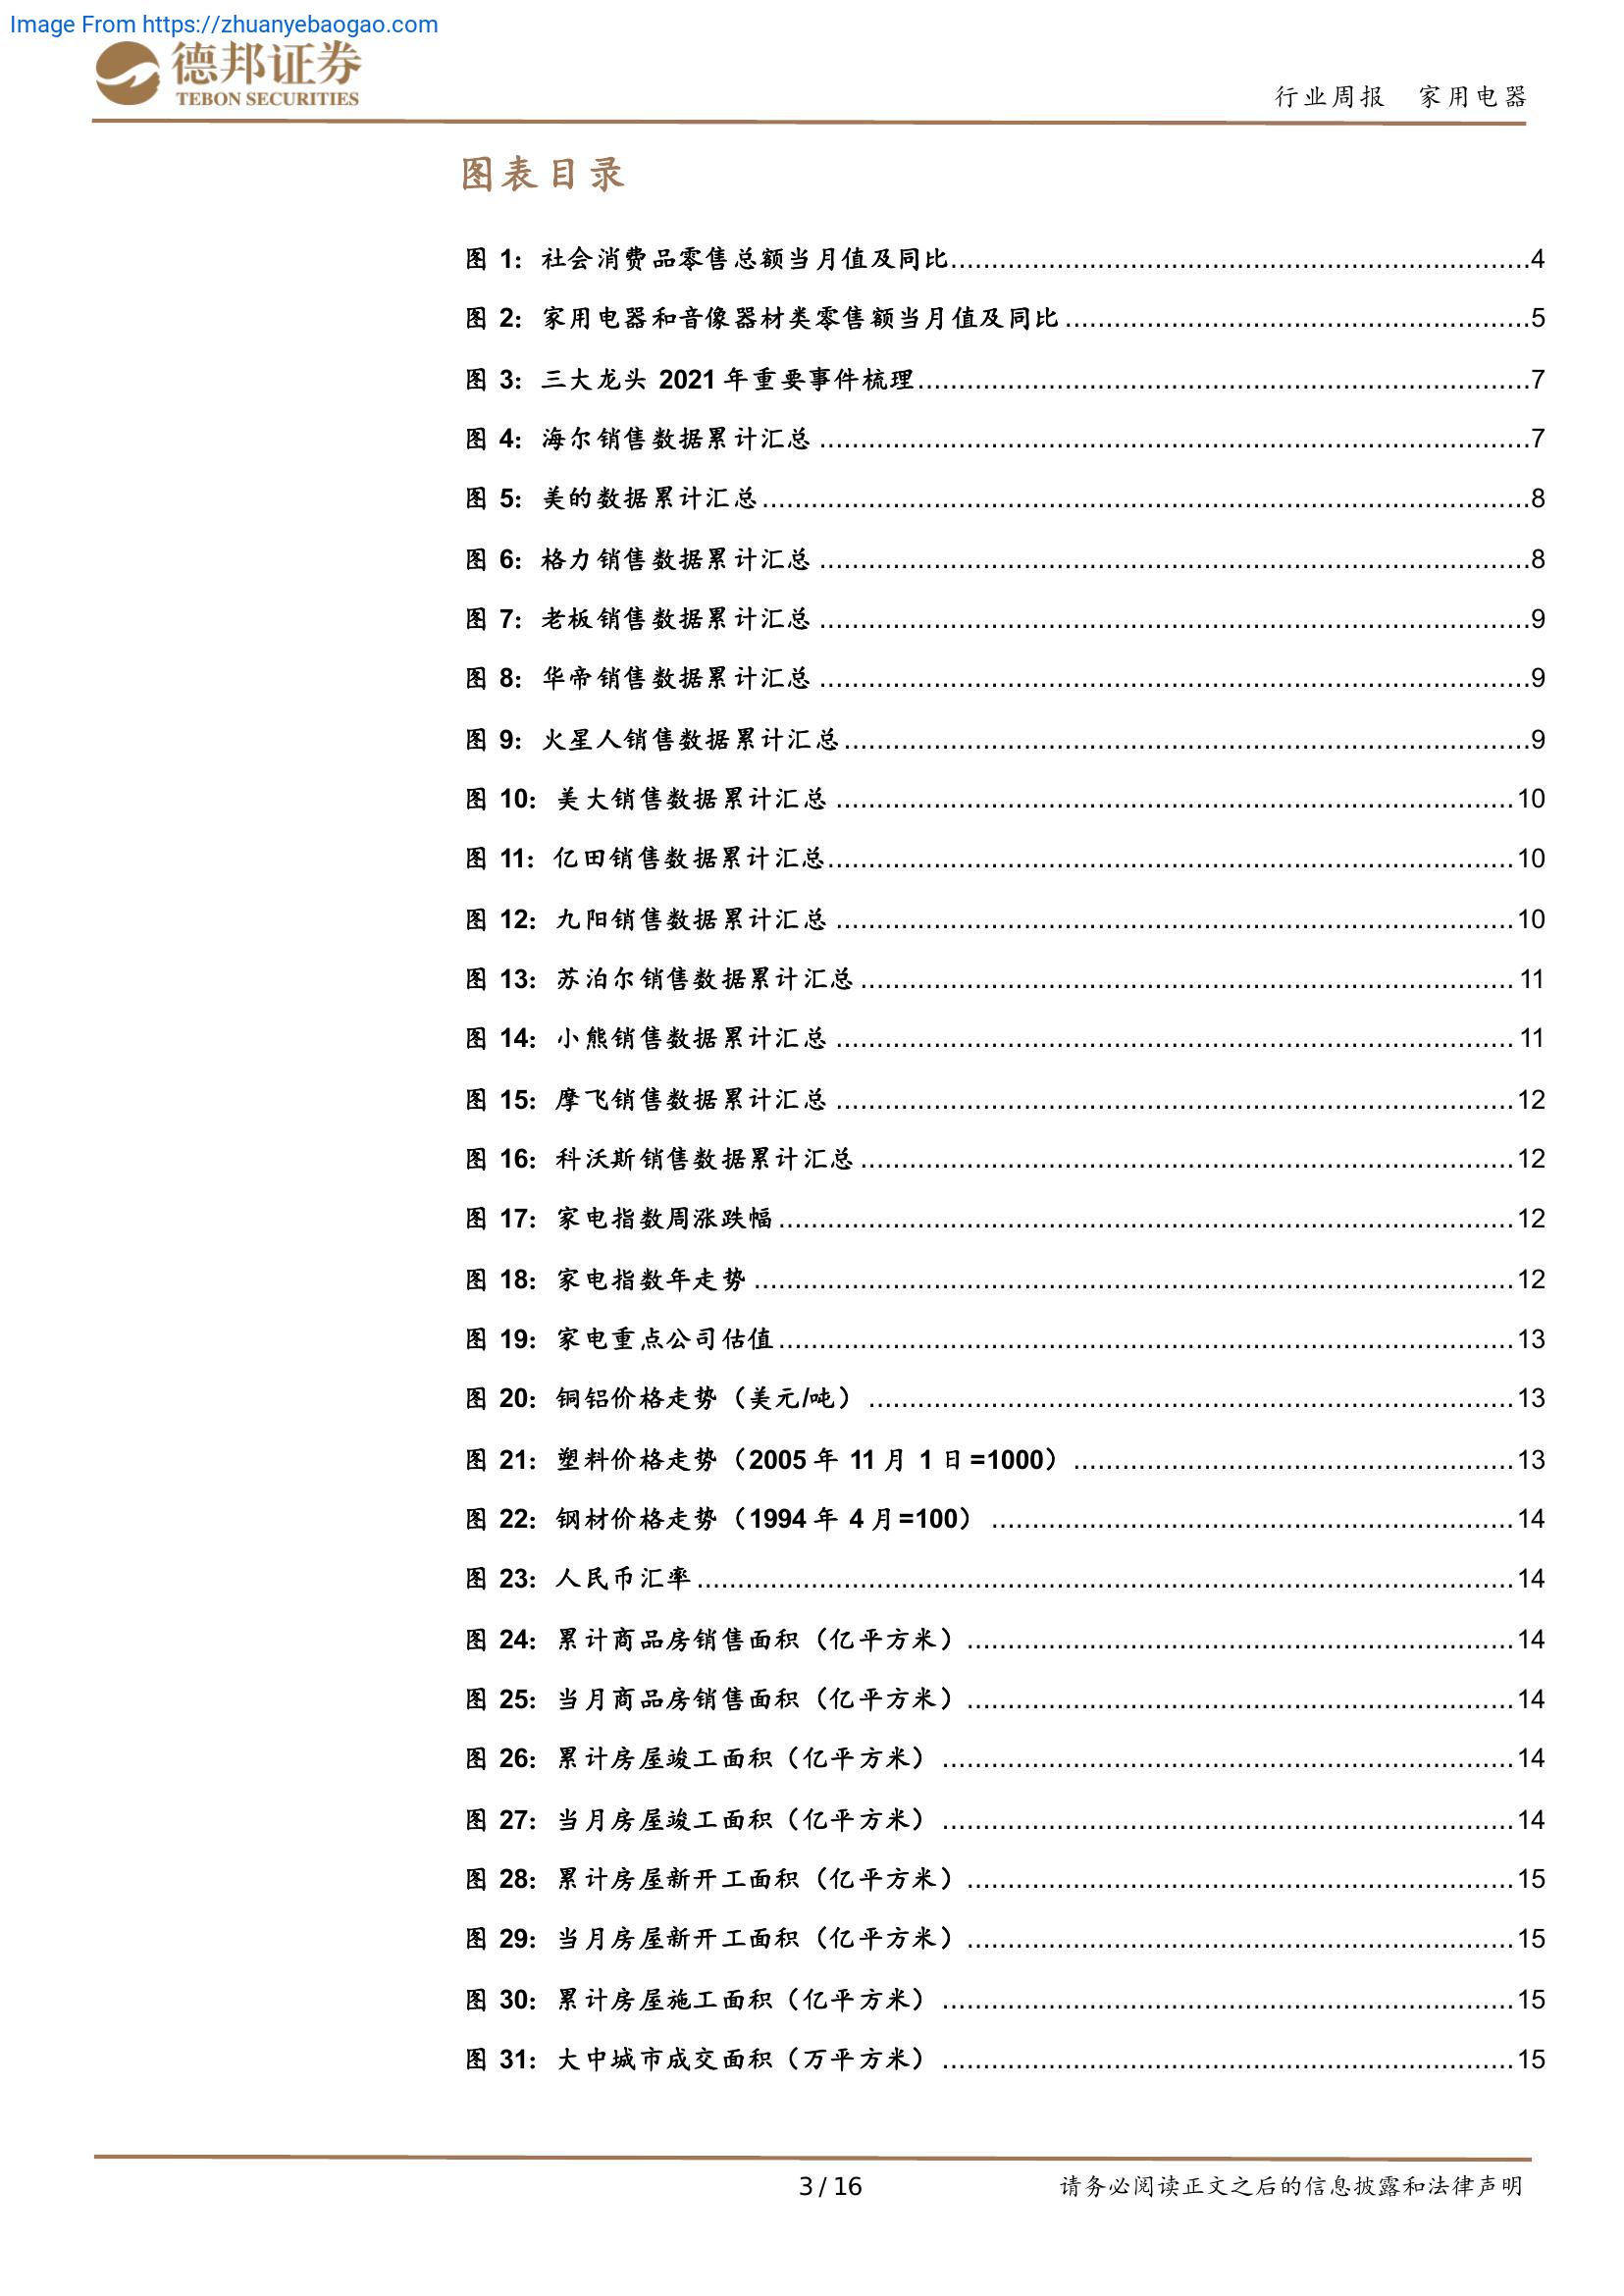 Image From https://zhuanyebaogao.com
德邦证券
TEBON SECURITIES
行业周报 家用电器
图表目录
图 1：社会消费品零售总额当月值及同比........................................................................4
图 2：家用电器和音像器材类零售额当月值及同比..........................................................5
图 3：三大龙头 2021 年重要事件梳理............................................................................7
图 4：海尔销售数据累计汇总........................................................................................7
图 5：美的数据累计汇总...............................................................................................8
图 6：格力销售数据累计汇总........................................................................................8
图 7：老板销售数据累计汇总........................................................................................9
图 8：华帝销售数据累计汇总........................................................................................9
图 9：火星人销售数据累计汇总.....................................................................................9
图 10：美大销售数据累计汇总....................................................................................10
图 11：亿田销售数据累计汇总.....................................................................................10
图 12：九阳销售数据累计汇总....................................................................................10
图 13：苏泊尔销售数据累计汇总.................................................................................11
图 14：小熊销售数据累计汇总....................................................................................11
图 15：摩飞销售数据累计汇总....................................................................................12
图 16：科沃斯销售数据累计汇总.................................................................................12
图 17：家电指数周涨跌幅...........................................................................................12
图 18：家电指数年走势..............................................................................................12
图 19：家电重点公司估值...........................................................................................13
图 20：铜铝价格走势（美元/吨）................................................................................13
图 21：塑料价格走势（2005 年 11 月 1 日=1000）......................................................13
图 22：钢材价格走势（1994 年 4 月=100）................................................................14
图 23：人民币汇率.....................................................................................................14
图 24：累计商品房销售面积（亿平方米）...................................................................14
图 25：当月商品房销售面积（亿平方米）...................................................................14
图 26：累计房屋竣工面积（亿平方米）......................................................................14
图 27：当月房屋竣工面积（亿平方米）......................................................................14
图 28：累计房屋新开工面积（亿平方米）...................................................................15
图 29：当月房屋新开工面积（亿平方米）...................................................................15
图 30：累计房屋施工面积（亿平方米）......................................................................15
图 31：大中城市成交面积（万平方米）......................................................................15
3 / 16
请务必阅读正文之后的信息披露和法律声明